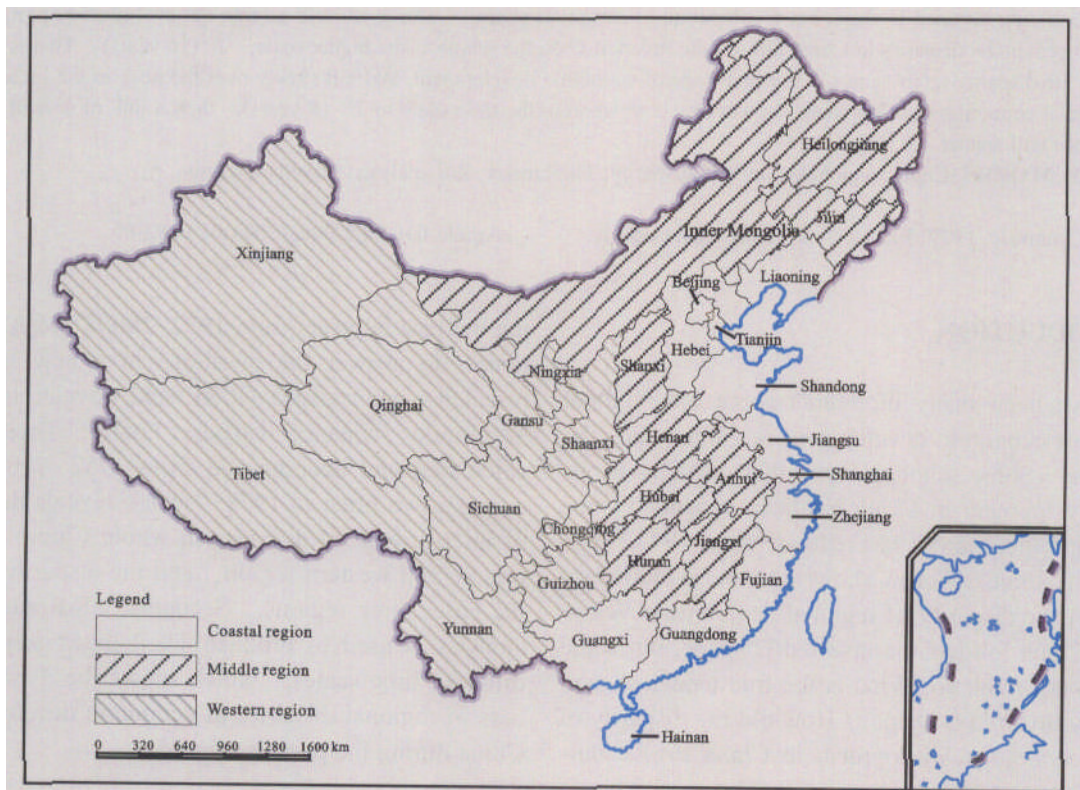 Heilongjiang
Jilin
Inner Mongolia
Liaoning
Beijing
Tianjin
Hebei
Shanxi
Xinjiang
Ningxia
Shandong
Qinghai
Gansu
Shaanxi
Henan
Jiangsu
Tibet
Anhui
Shanghai
Sichuan
Hubei
Zhejiang
Chongqing
Jiangxi
Hunan
Guizhou
Fujian
Yunnan
Guangxi
Guangdong
Hainan
Legend
Coastal region
Middle region
Western region
320 640 960 1280 1600 km